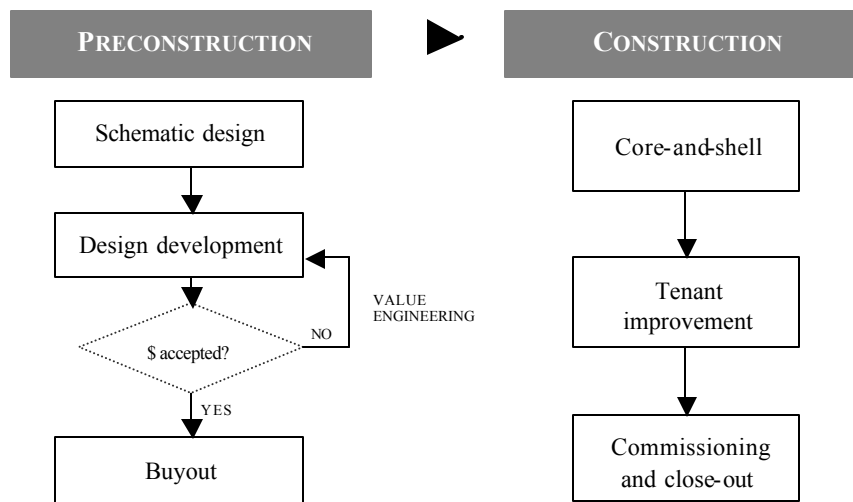 PRECONSTRUCTION
Schematic design
Design development
VALUE
ENGINEERING
NO
$ accepted?
YES
Buyout
CONSTRUCTION
Core-and-shell
Tenant
improvement
Commissioning
and close-out